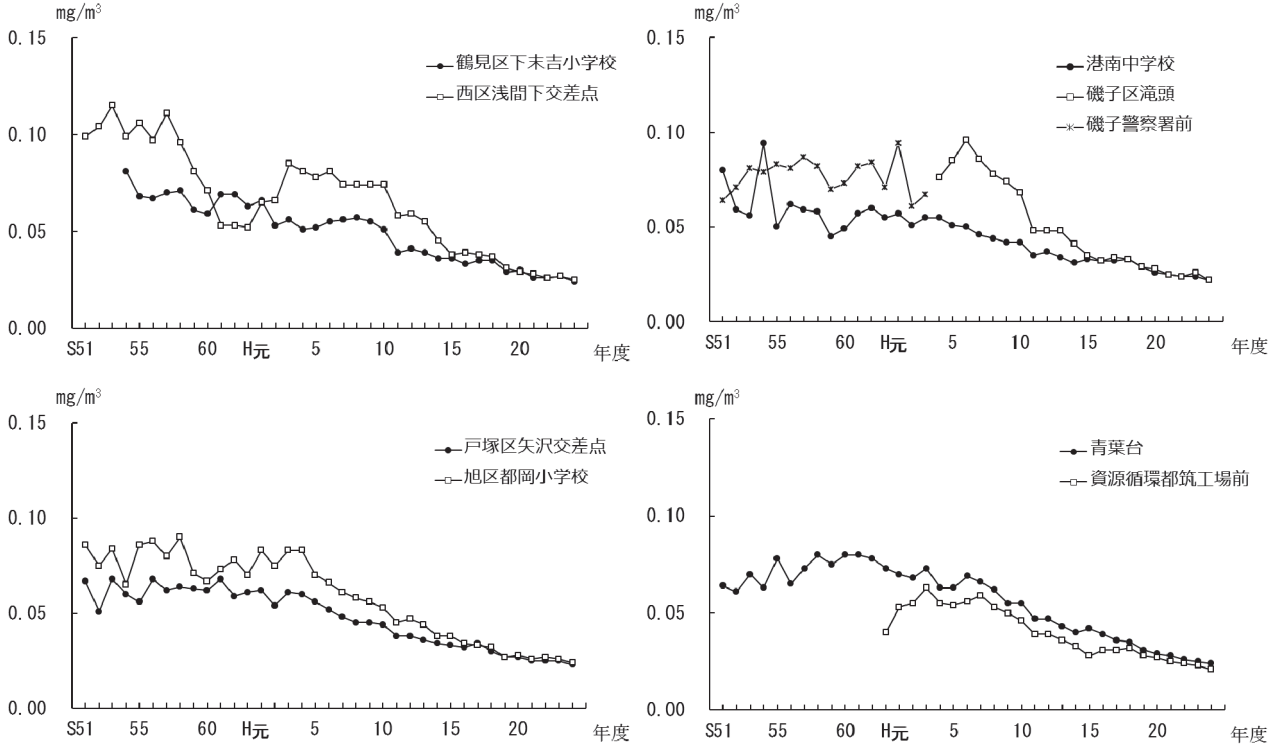 mg/m³
0.15
0.10
0.05
0.00
鶴見区下末吉小学校
西区浅間下交差点
S51 55 60 H元 5 10 15 20 年度
mg/m³
0.15
0.10
0.05
0.00
港南中学校
磯子区滝頭
磯子警察署前
S51 55 60 H元 5 10 15 20 年度
mg/m³
0.15
0.10
0.05
0.00
戸塚区矢沢交差点
旭区都岡小学校
S51 55 60 H元 5 10 15 20 年度
mg/m³
0.15
0.10
0.05
0.00
青葉台
資源循環都筑工場前
S51 55 60 H元 5 10 15 20 年度